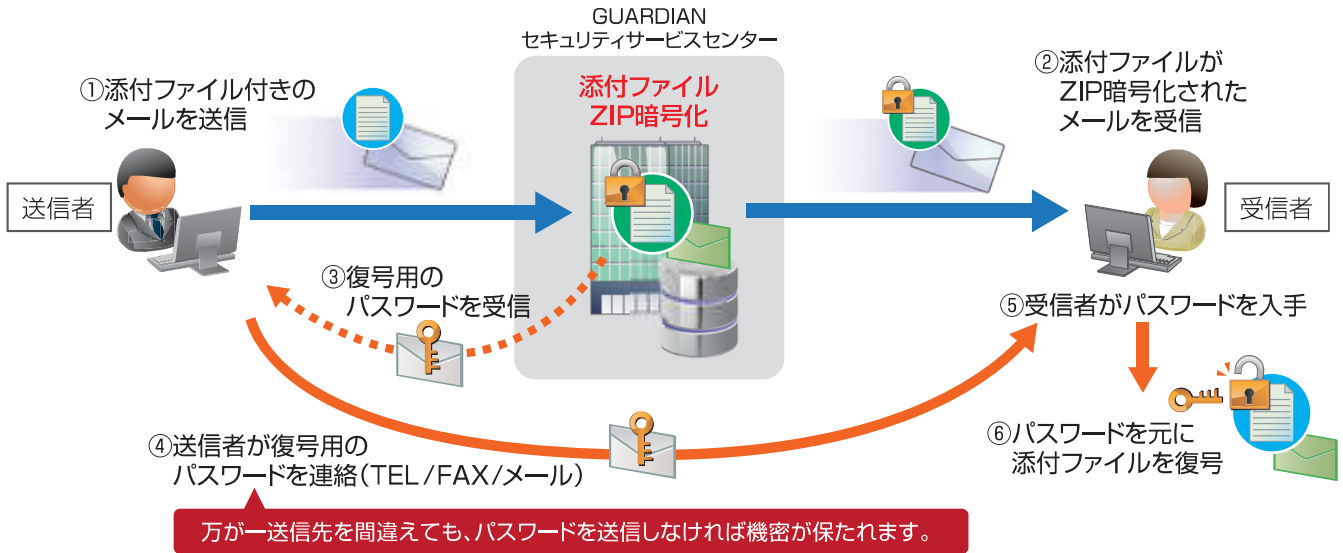 GUARDIAN
セキュリティサービスセンター
①添付ファイル付きの
メールを送信
添付ファイル
ZIP暗号化
②添付ファイルが
ZIP暗号化された
メールを受信
送信者
受信者
③復号用の
パスワードを受信
⑤受信者がパスワードを入手
④送信者が復号用の
パスワードを連絡(TEL/FAX/メール)
⑥パスワードを元に
添付ファイルを復号
万が一送信先を間違えても、パスワードを送信しなければ機密が保たれます。